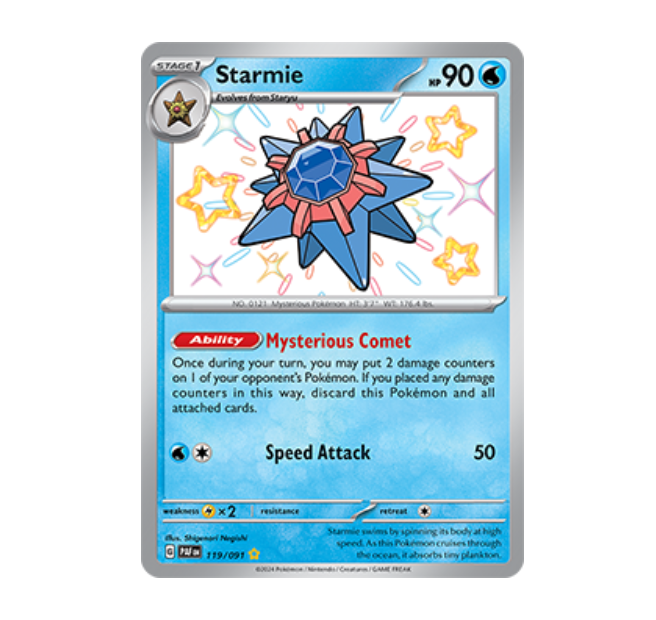 STAGE 1
Starmie
HP 90
Evolves from Staryu
NO. 0121 Mysterious Pokémon HT: 3'7" WT: 176.4 lbs.
Ability Mysterious Comet
Once during your turn, you may put 2 damage counters
on 1 of your opponent's Pokémon. If you placed any damage
counters in this way, discard this Pokémon and all
attached cards.
Speed Attack 50
weakness ×2 resistance retreat
Illus. Shigenori Negishi
Starmie swims by spinning its body at high
speed. As this Pokémon cruises through
the ocean, it absorbs tiny plankton.
G PAF EN 119/091
©2024 Pokémon / Nintendo / Creatures / GAME FREAK